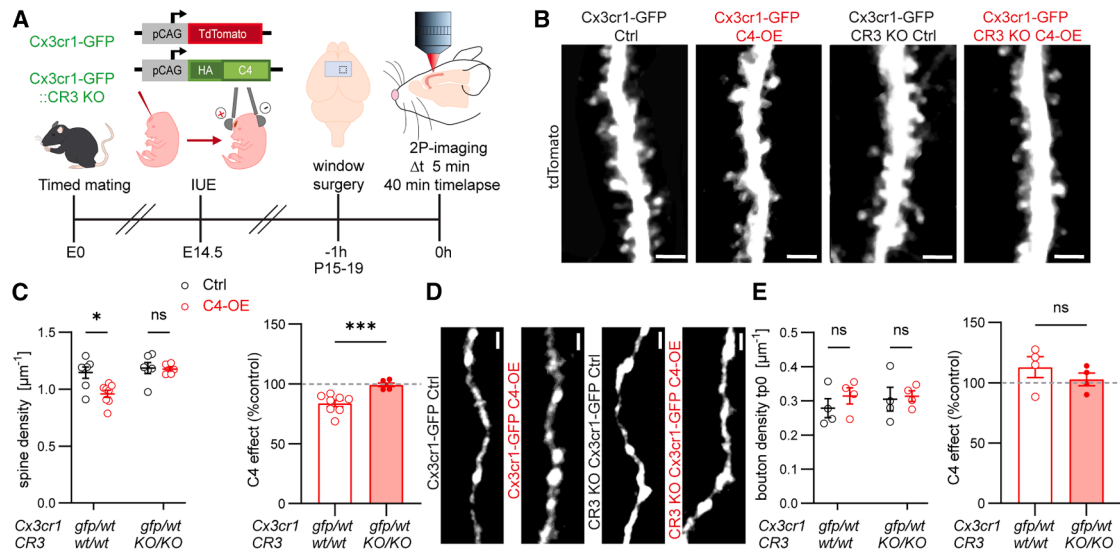 A
Cx3cr1-GFP
Cx3cr1-GFP
::CR3 KO
pCAG
TdTomato
pCAG
HA
C4
+
-
Timed mating
IUE
window
surgery
2P-imaging
Δt 5 min
40 min timelapse
E0
E14.5
-1h
P15-19
0h
B
Cx3cr1-GFP
Ctrl
Cx3cr1-GFP
C4-OE
Cx3cr1-GFP
CR3 KO Ctrl
Cx3cr1-GFP
CR3 KO C4-OE
tdTomato
C
Ctrl
C4-OE
spine density [μm⁻¹]
1.5
1.0
0.5
0.0
*
ns
Cx3cr1 gfp/wt gfp/wt
CR3 wt/wt KO/KO
C4 effect (%control)
150
100
50
0
***
Cx3cr1 gfp/wt gfp/wt
CR3 wt/wt KO/KO
D
Cx3cr1-GFP Ctrl
Cx3cr1-GFP C4-OE
CR3 KO Cx3cr1-GFP Ctrl
CR3 KO Cx3cr1-GFP C4-OE
E
bouton density tp0 [μm⁻¹]
0.5
0.4
0.3
0.2
0.1
0.0
ns
ns
Cx3cr1 gfp/wt gfp/wt
CR3 wt/wt KO/KO
C4 effect (%control)
150
100
50
0
ns
Cx3cr1 gfp/wt gfp/wt
CR3 wt/wt KO/KO